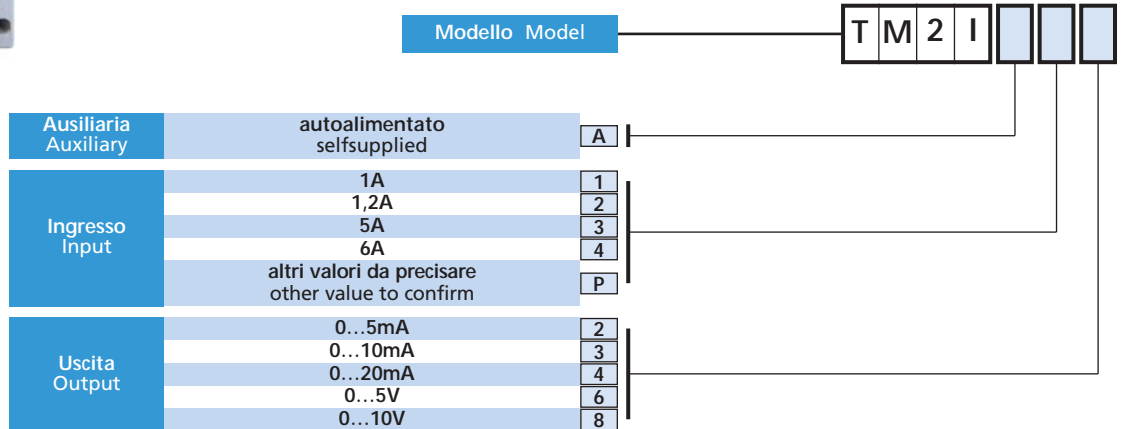 Modello Model
T M 2 I
Ausiliaria
Auxiliary
autoalimentato
selfsupplied
A
Ingresso
Input
1A 1
1,2A 2
5A 3
6A 4
altri valori da precisare
other value to confirm
P
Uscita
Output
0…5mA 2
0…10mA 3
0…20mA 4
0…5V 6
0…10V 8